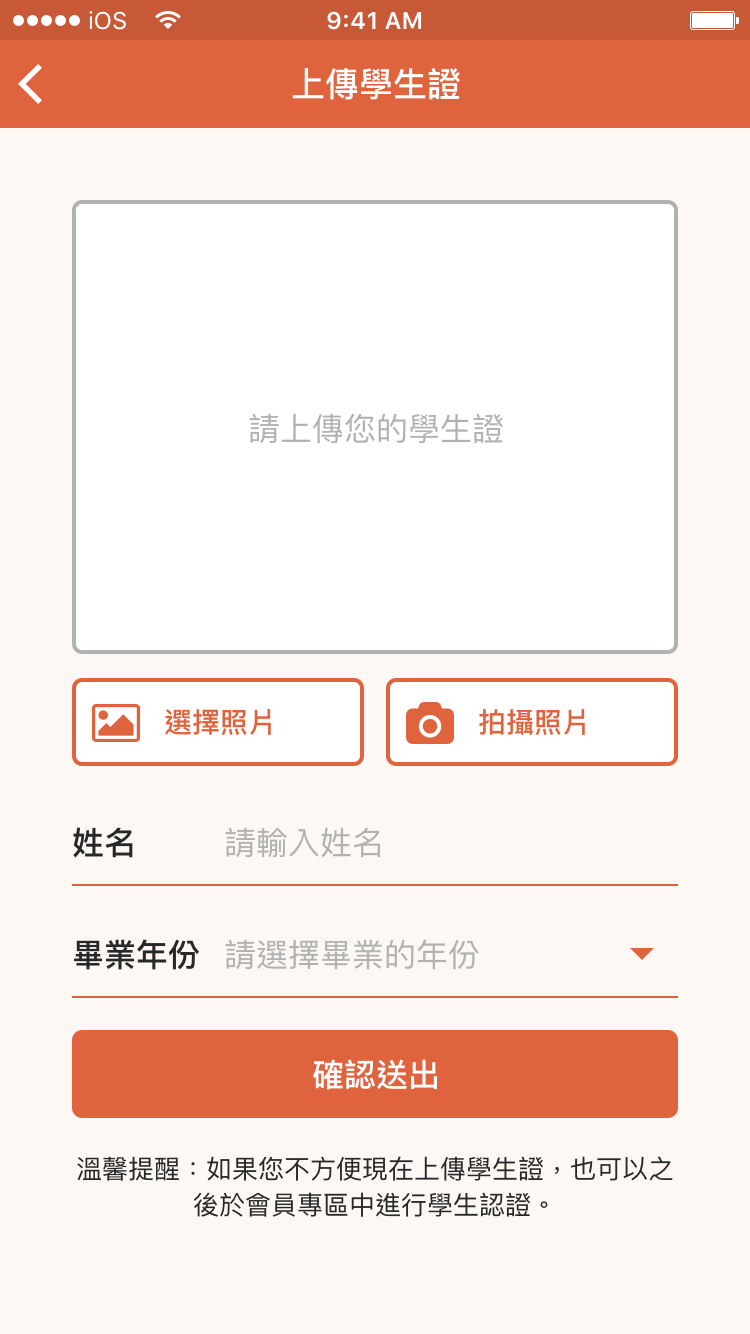 iOS 9:41 AM
上傳學生證
請上傳您的學生證
選擇照片 拍攝照片
姓名 請輸入姓名
畢業年份 請選擇畢業的年份
確認送出
溫馨提醒：如果您不方便現在上傳學生證，也可以之
後於會員專區中進行學生認證。